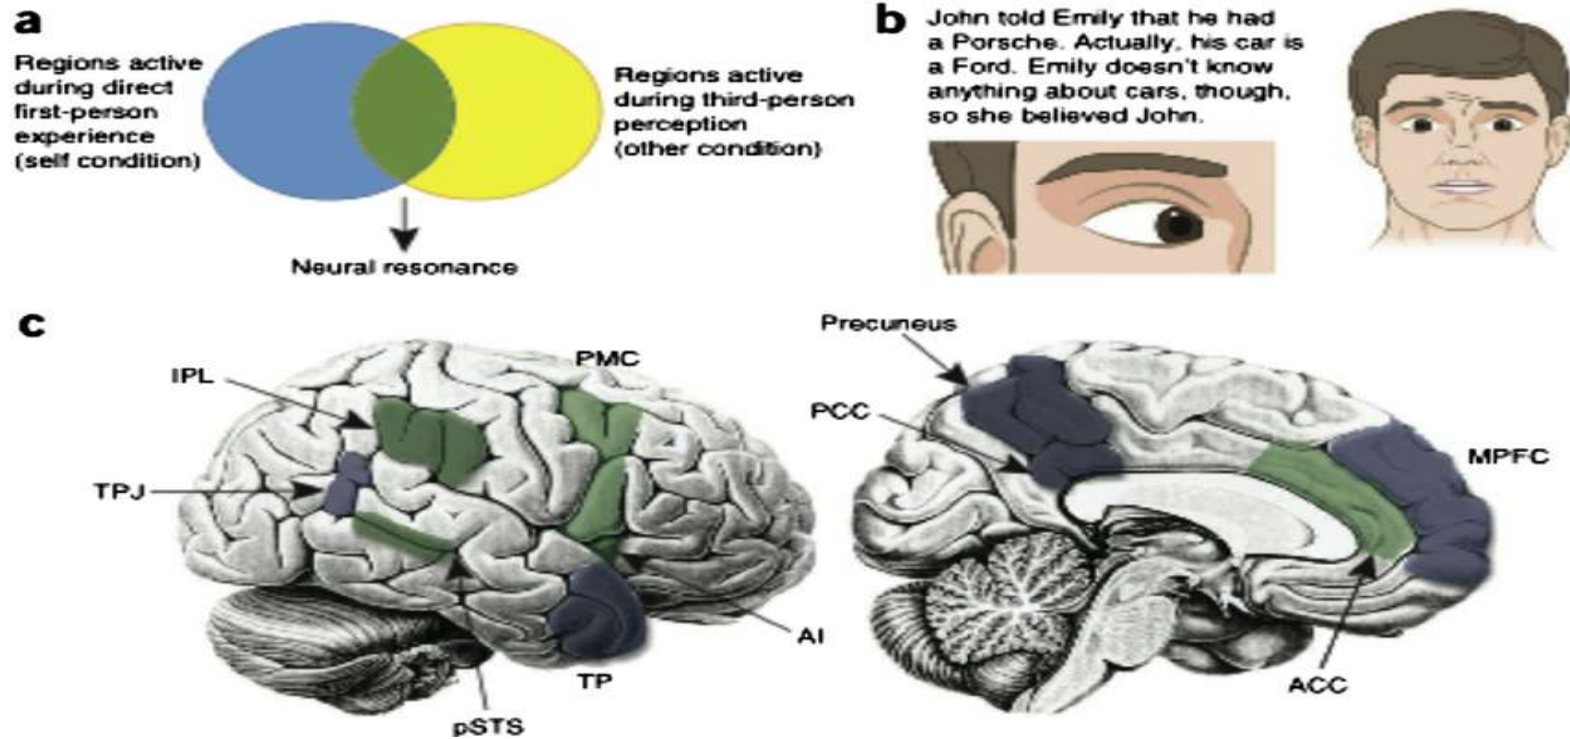 a
Regions active
during direct
first-person
experience
(self condition)
Regions active
during third-person
perception
(other condition)
Neural resonance
b
John told Emily that he had
a Porsche. Actually, his car is
a Ford. Emily doesn't know
anything about cars, though,
so she believed John.
c
IPL
PMC
TPJ
AI
TP
pSTS
Precuneus
PCC
MPFC
ACC